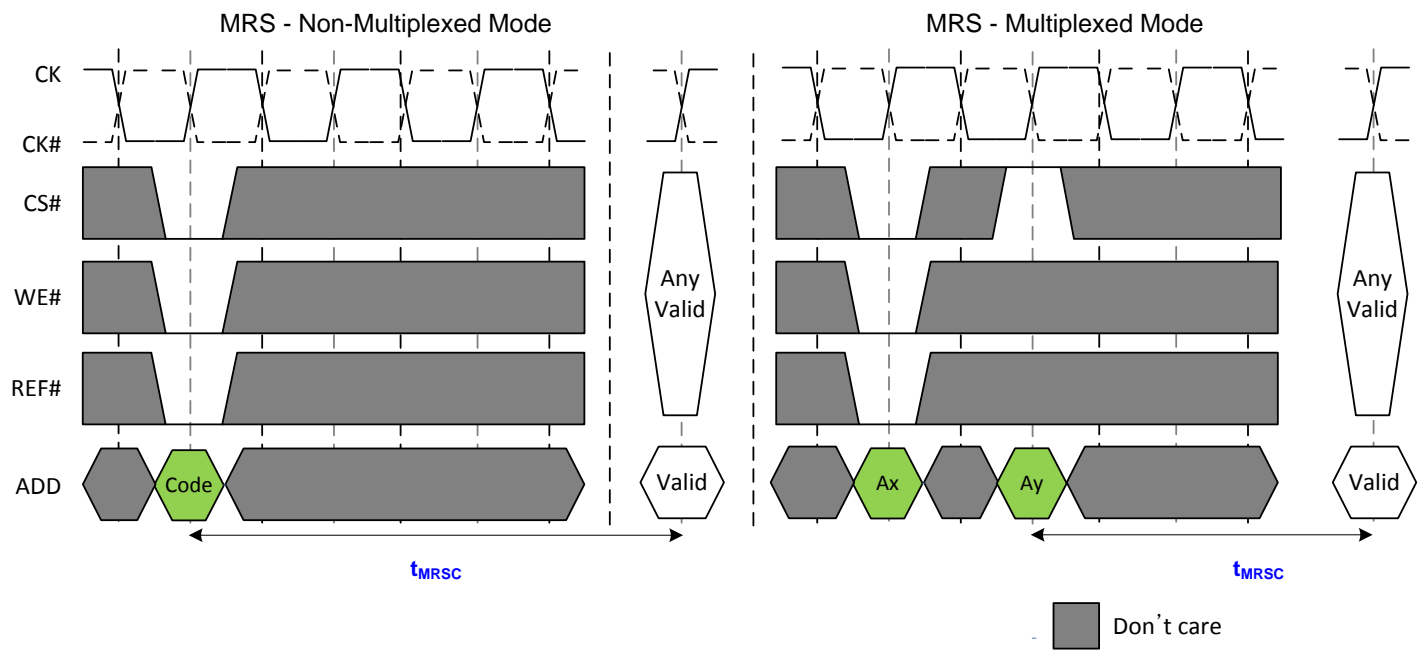 MRS - Non-Multiplexed Mode
MRS - Multiplexed Mode
CK
CK#
CS#
WE#
Any
Valid
Any
Valid
REF#
ADD
Code
Valid
Ax
Ay
Valid
tMRSC
tMRSC
Don't care